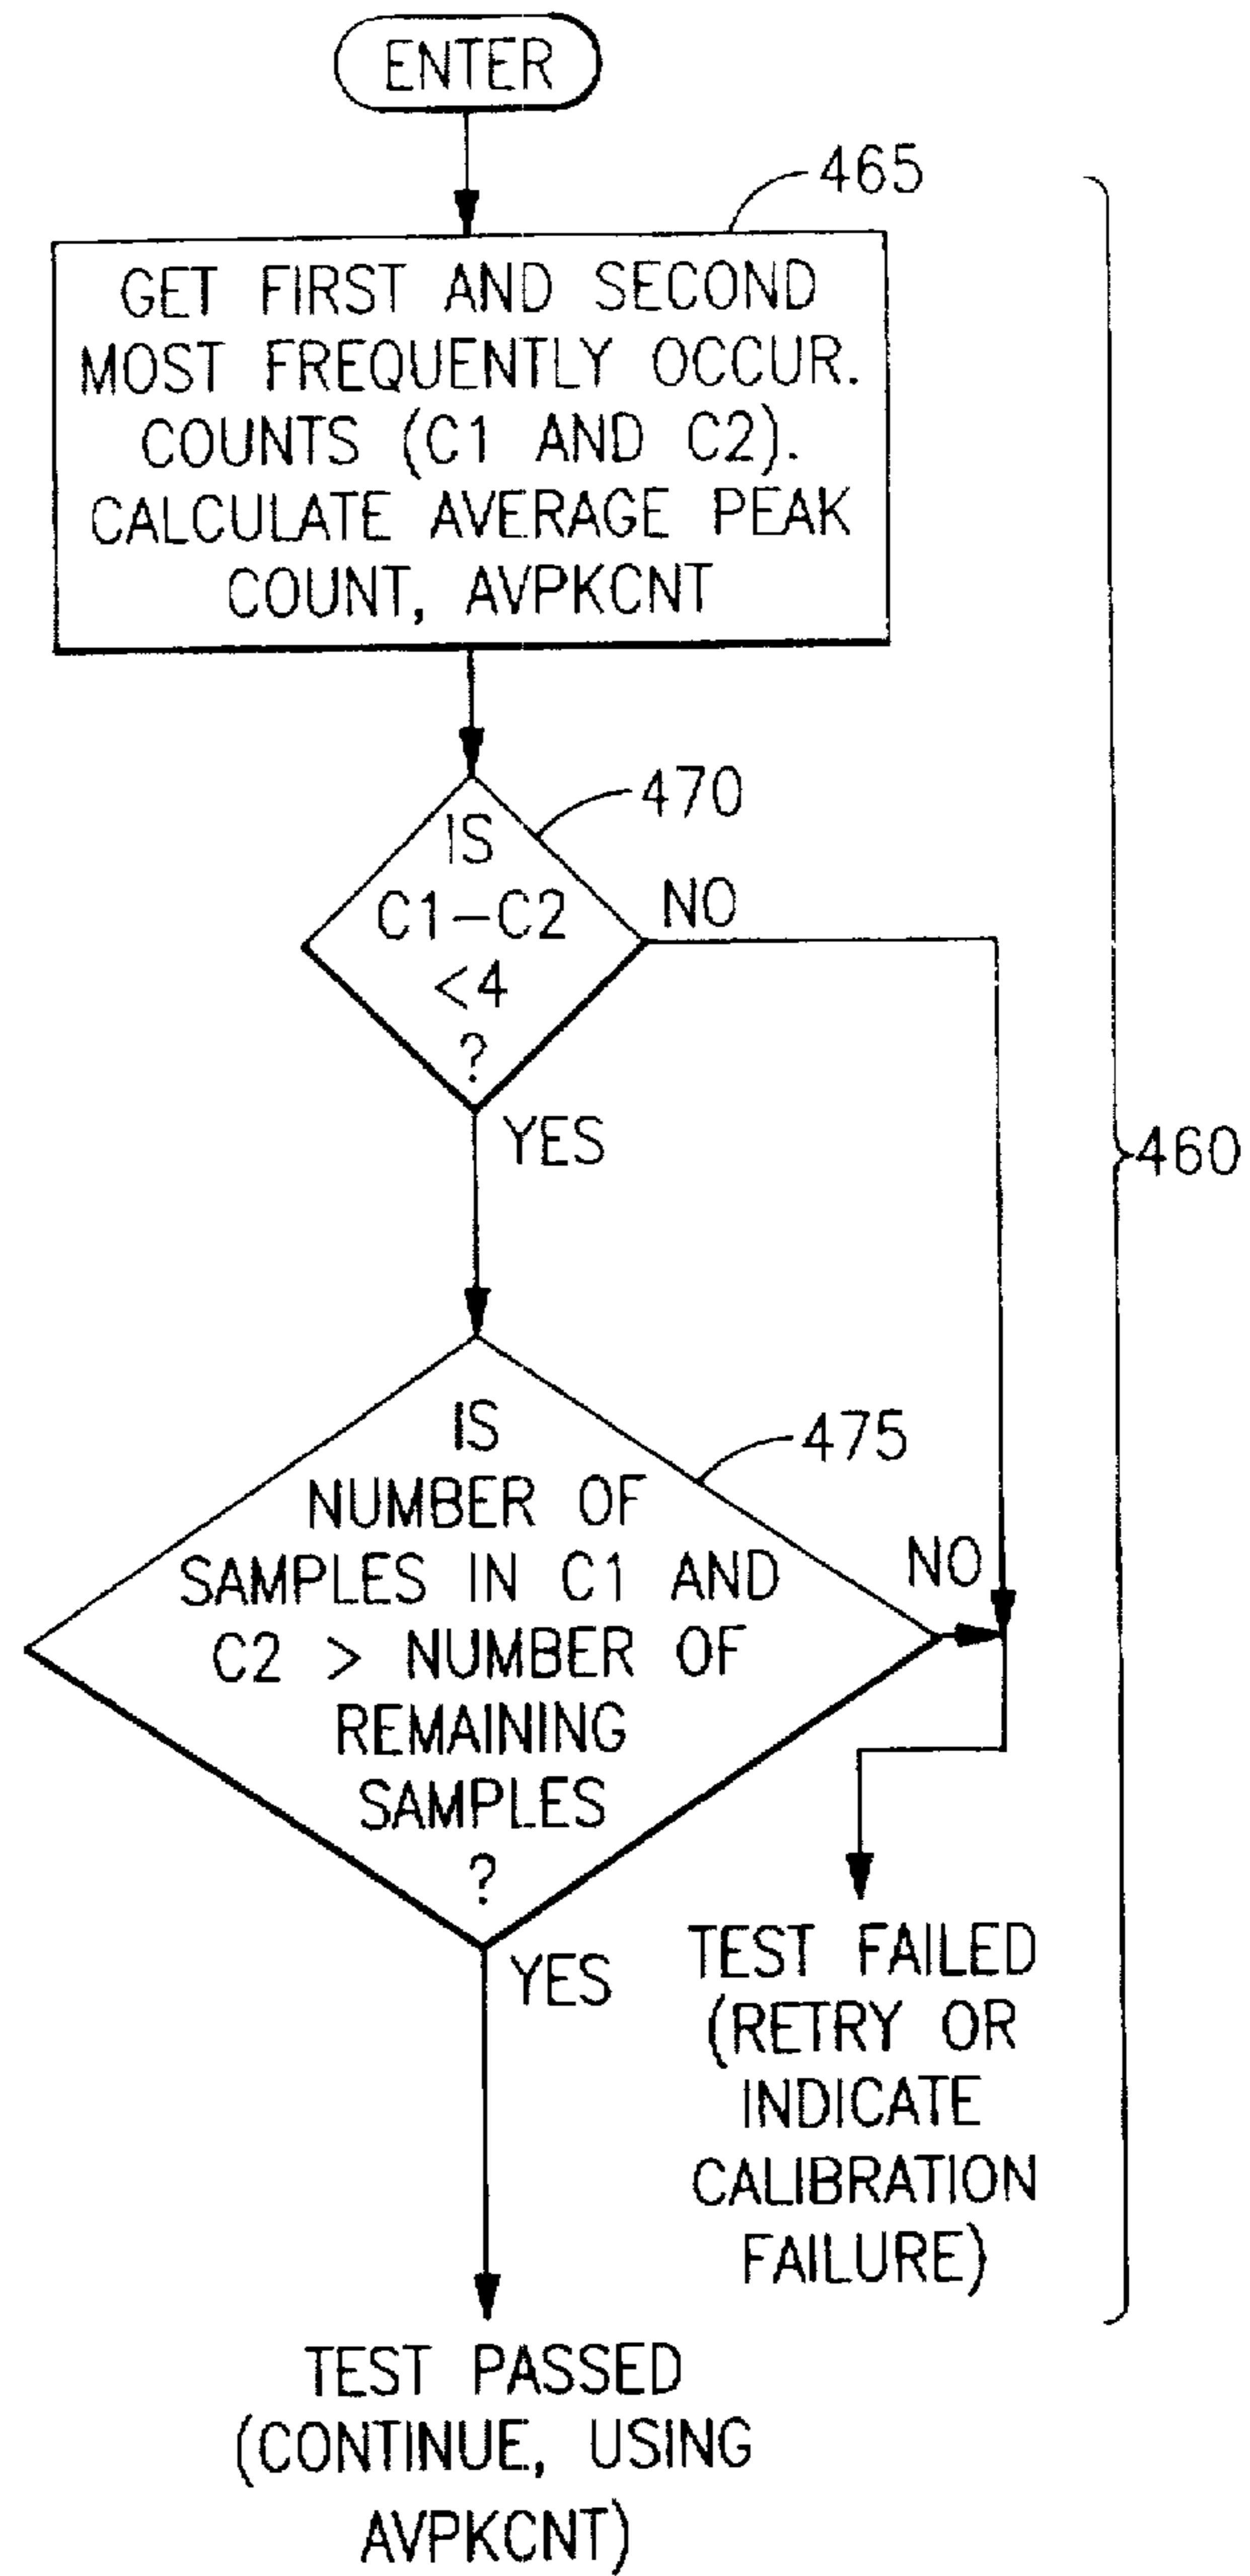 ENTER
465
GET FIRST AND SECOND
MOST FREQUENTLY OCCUR.
COUNTS (C1 AND C2).
CALCULATE AVERAGE PEAK
COUNT, AVPKCNT
470
IS
C1-C2
<4
?
NO
YES
460
475
IS
NUMBER OF
SAMPLES IN C1 AND
C2 > NUMBER OF
REMAINING
SAMPLES
?
NO
YES
TEST FAILED
(RETRY OR
INDICATE
CALIBRATION
FAILURE)
TEST PASSED
(CONTINUE, USING
AVPKCNT)